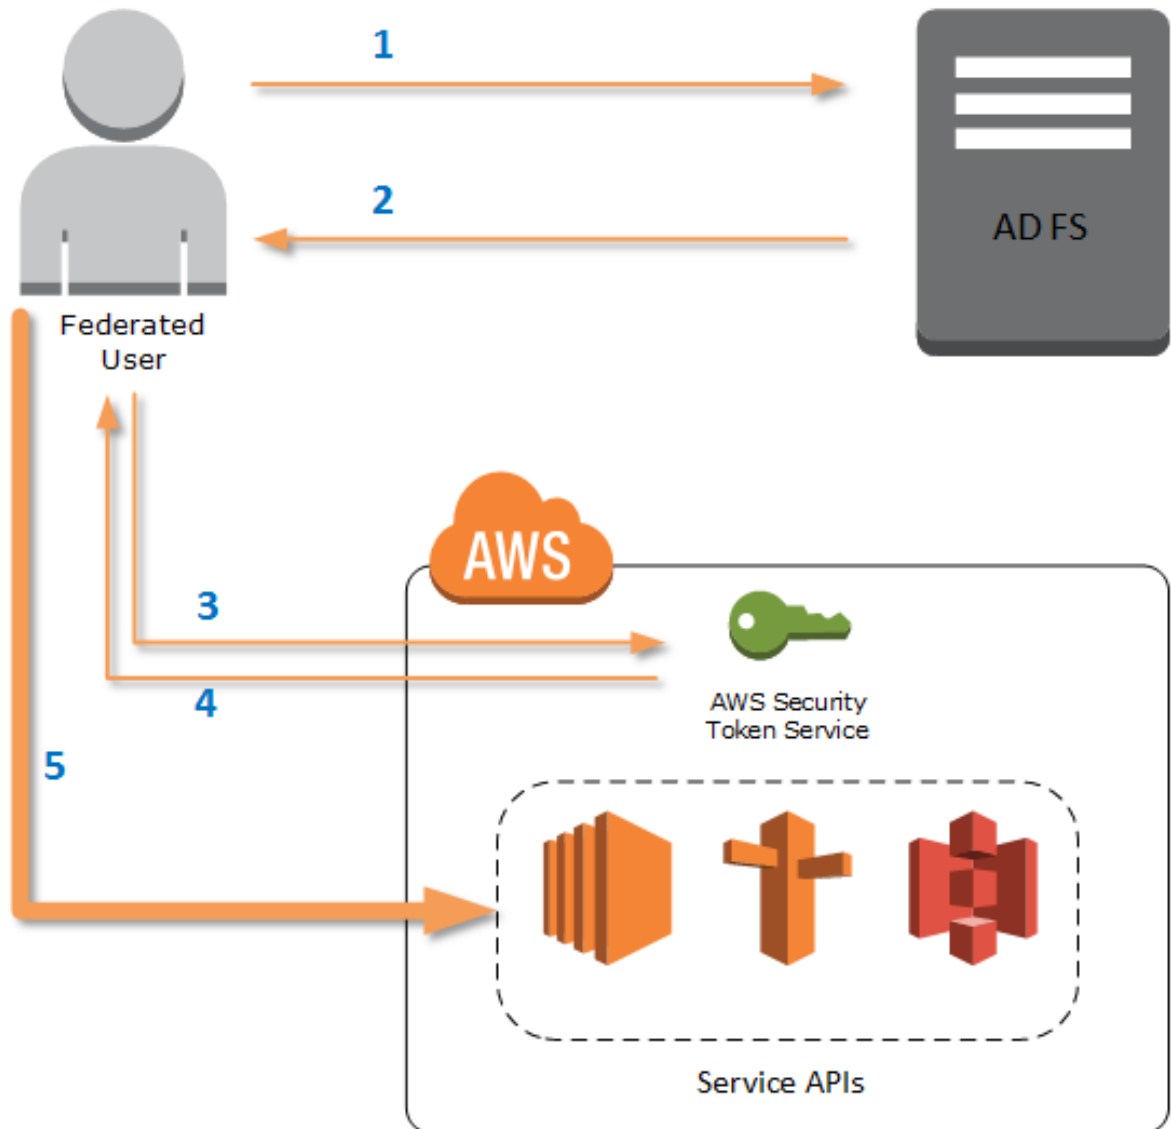 1
2
AD FS
Federated
User
AWS
3
4
AWS Security
Token Service
5
Service APIs